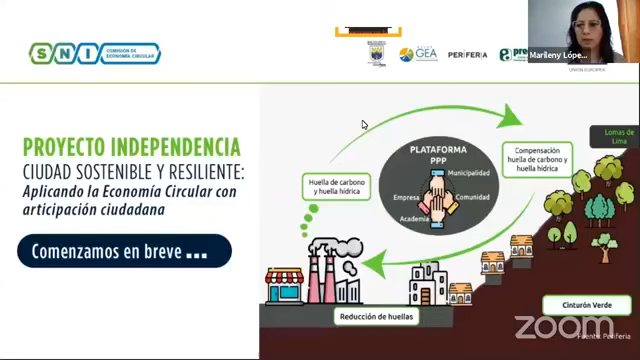 SNI
COMISIÓN DE
ECONOMÍA CIRCULAR
GEA
PERIFERIA
Marileny Lópe...
UNIÓN EUROPEA
PROYECTO INDEPENDENCIA
CIUDAD SOSTENIBLE Y RESILIENTE:
Aplicando la Economía Circular con
articipación ciudadana
Comenzamos en breve ...
PLATAFORMA
PPP
Municipalidad
Empresa
Comunidad
Academia
Huella de carbono
y huella hídrica
Compensación
huella de carbono y
huella hídrica
Lomas de
Lima
Cinturón Verde
Reducción de huellas
zoom
Fuente: Periferia